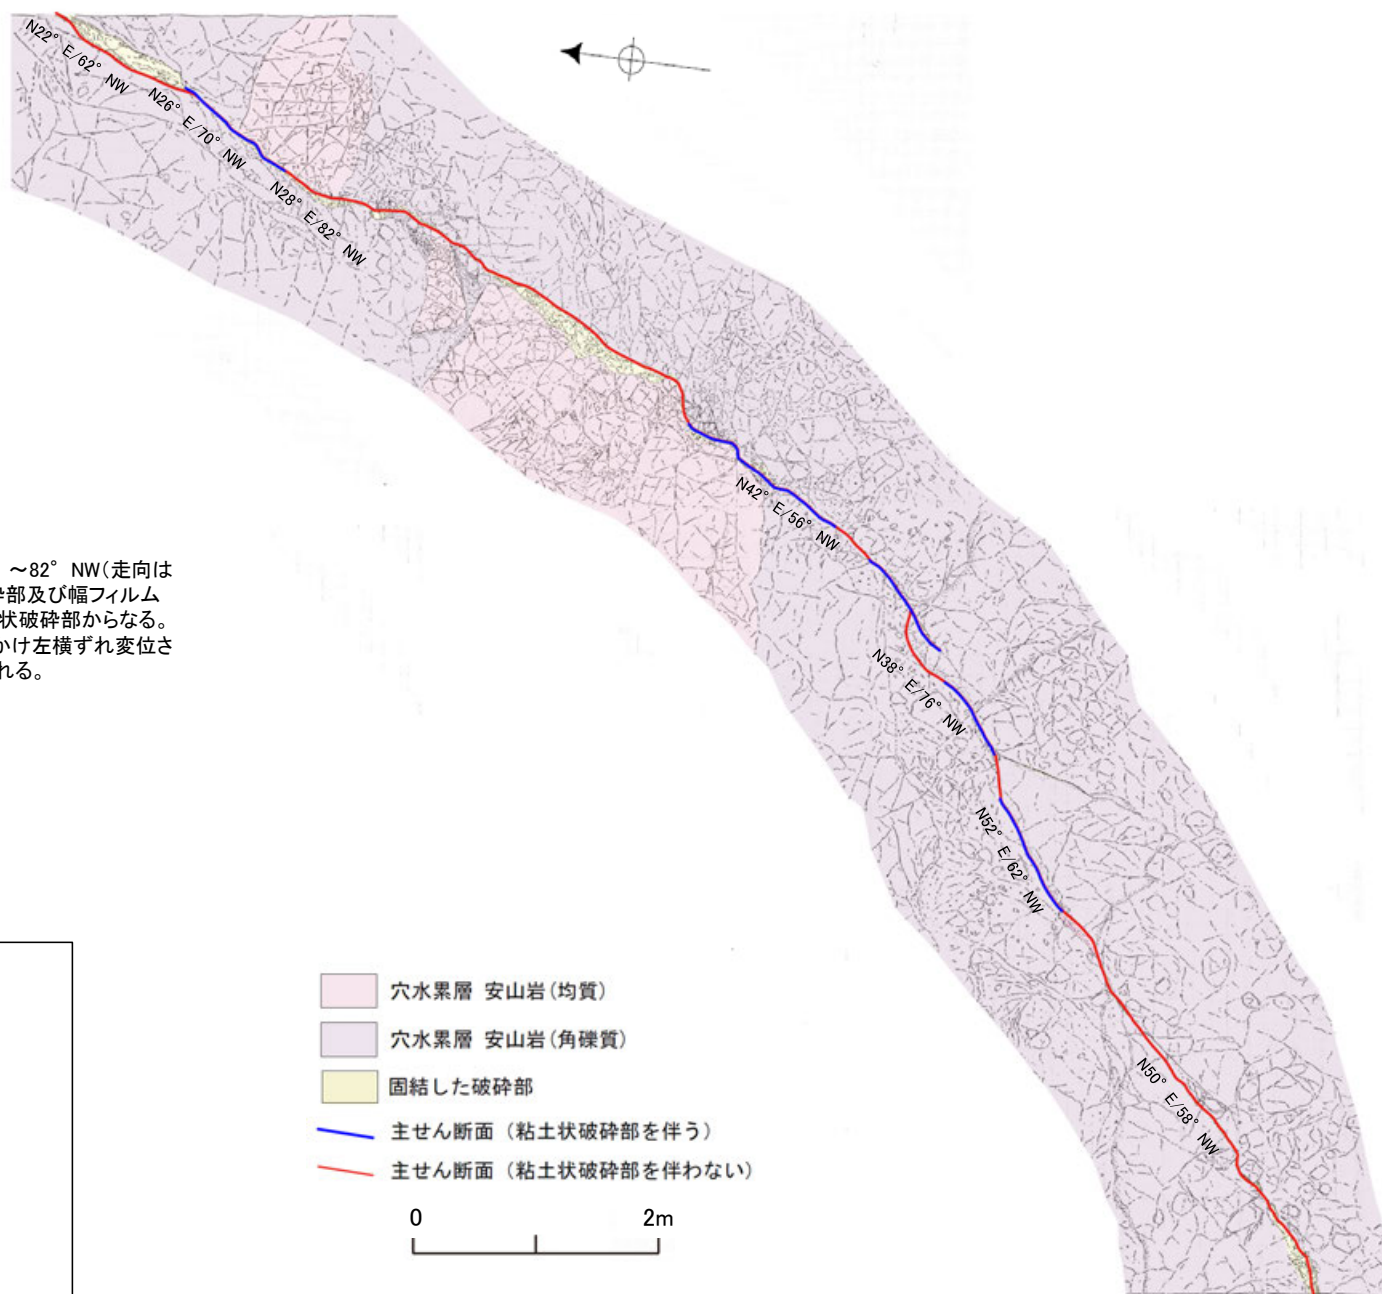 N22° E/62° NW
N26° E/70° NW
N28° E/82° NW
N42° E/56° NW
～82° NW(走向は
砕部及び幅フィルム
状破砕部からなる。
かけ左横ずれ変位さ
れる。
N38° E/76° NW
N52° E/62° NW
N50° E/58° NW
穴水累層 安山岩(均質)
穴水累層 安山岩(角礫質)
固結した破砕部
主せん断面 (粘土状破砕部を伴う)
主せん断面 (粘土状破砕部を伴わない)
0 2m